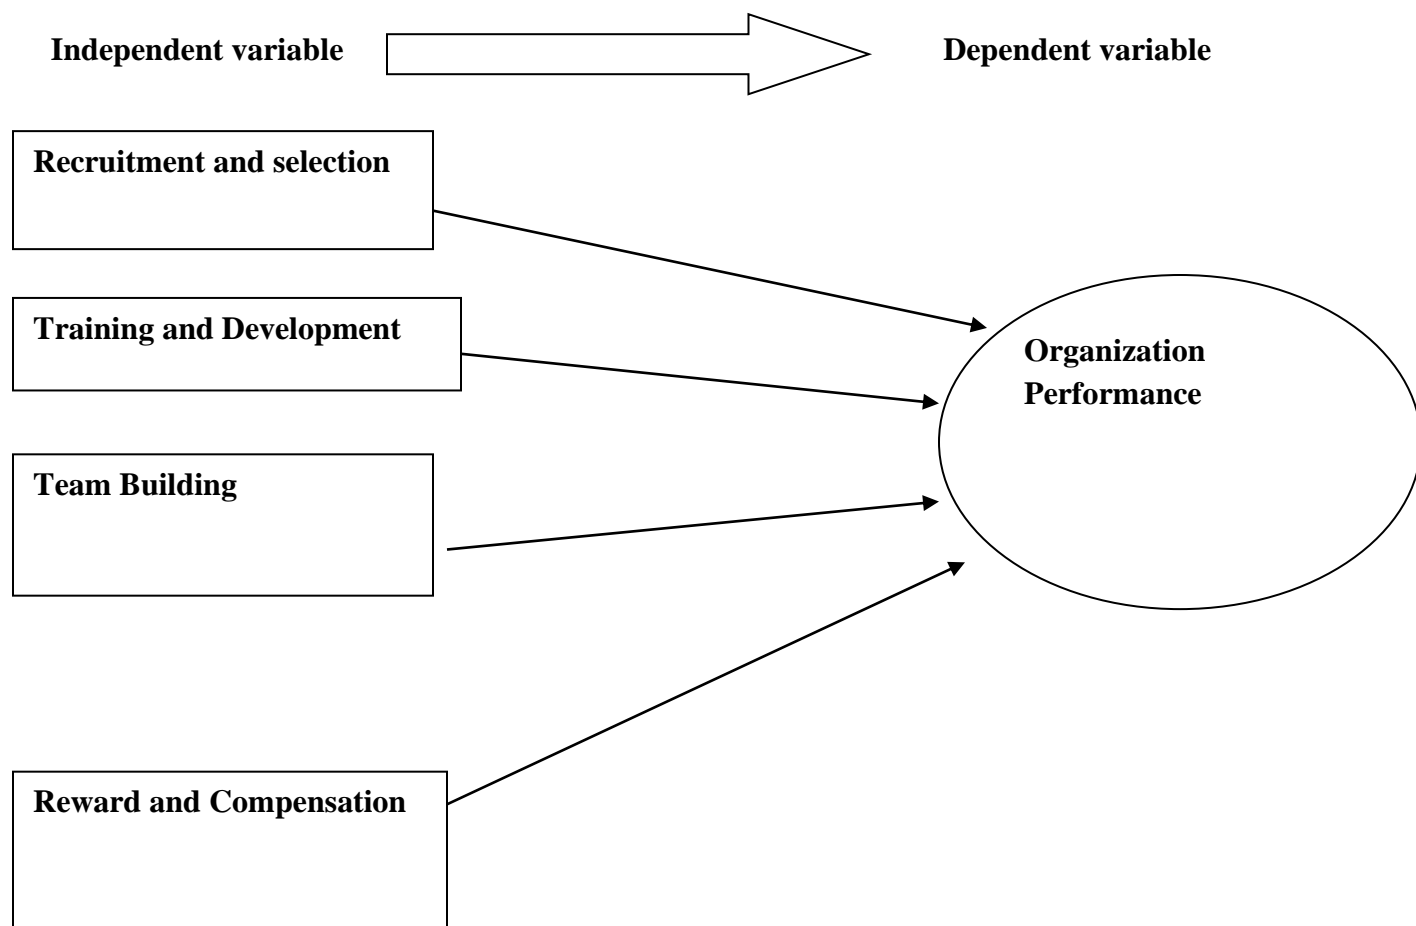 Independent variable
Dependent variable
Recruitment and selection
Training and Development
Organization
Performance
Team Building
Reward and Compensation